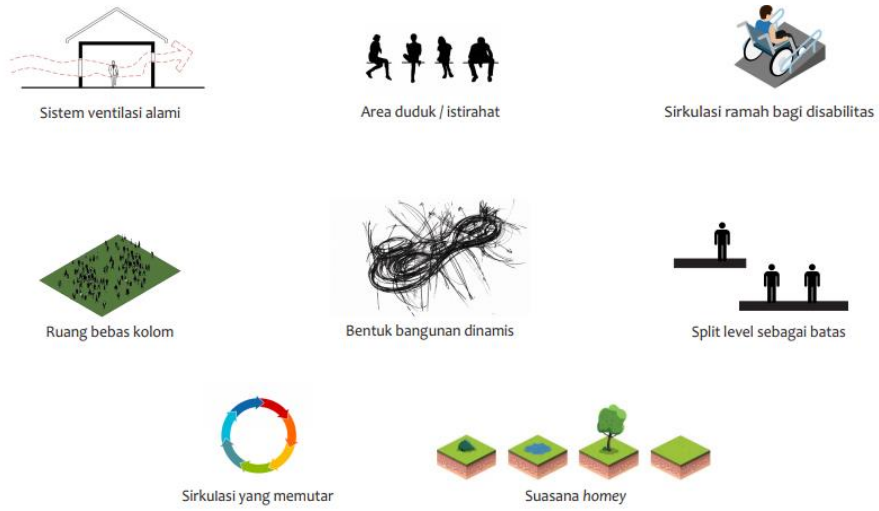 Sistem ventilasi alami
Area duduk / istirahat
Sirkulasi ramah bagi disabilitas
Ruang bebas kolom
Bentuk bangunan dinamis
Split level sebagai batas
Sirkulasi yang memutar
Suasana homey